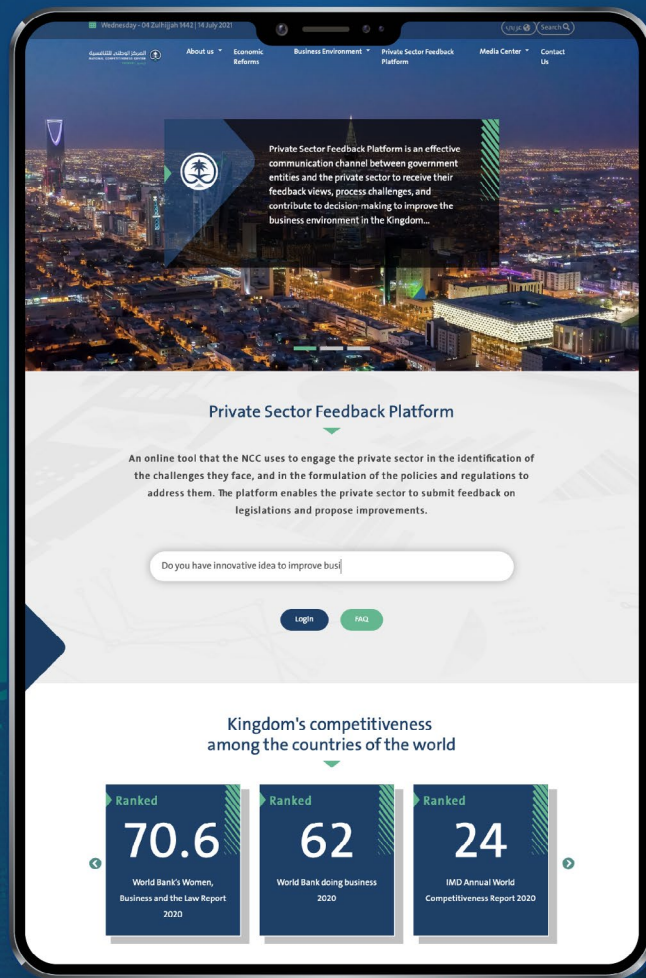 Wednesday - 04 Zulhijjah 1442 | 14 July 2021
عربي
Search
المركز الوطني للتنافسية
NATIONAL COMPETITIVENESS CENTER
About us
Economic
Reforms
Business Environment
Private Sector Feedback
Platform
Media Center
Contact
Us
Private Sector Feedback Platform is an effective
communication channel between government
entities and the private sector to receive their
feedback views, process challenges, and
contribute to decision-making to improve the
business environment in the Kingdom...
Private Sector Feedback Platform
An online tool that the NCC uses to engage the private sector in the identification of
the challenges they face, and in the formulation of the policies and regulations to
address them. The platform enables the private sector to submit feedback on
legislations and propose improvements.
Do you have innovative idea to improve busi
Login
FAQ
Kingdom's competitiveness
among the countries of the world
Ranked
70.6
World Bank's Women,
Business and the Law Report
2020
Ranked
62
World Bank doing business
2020
Ranked
24
IMD Annual World
Competitiveness Report 2020